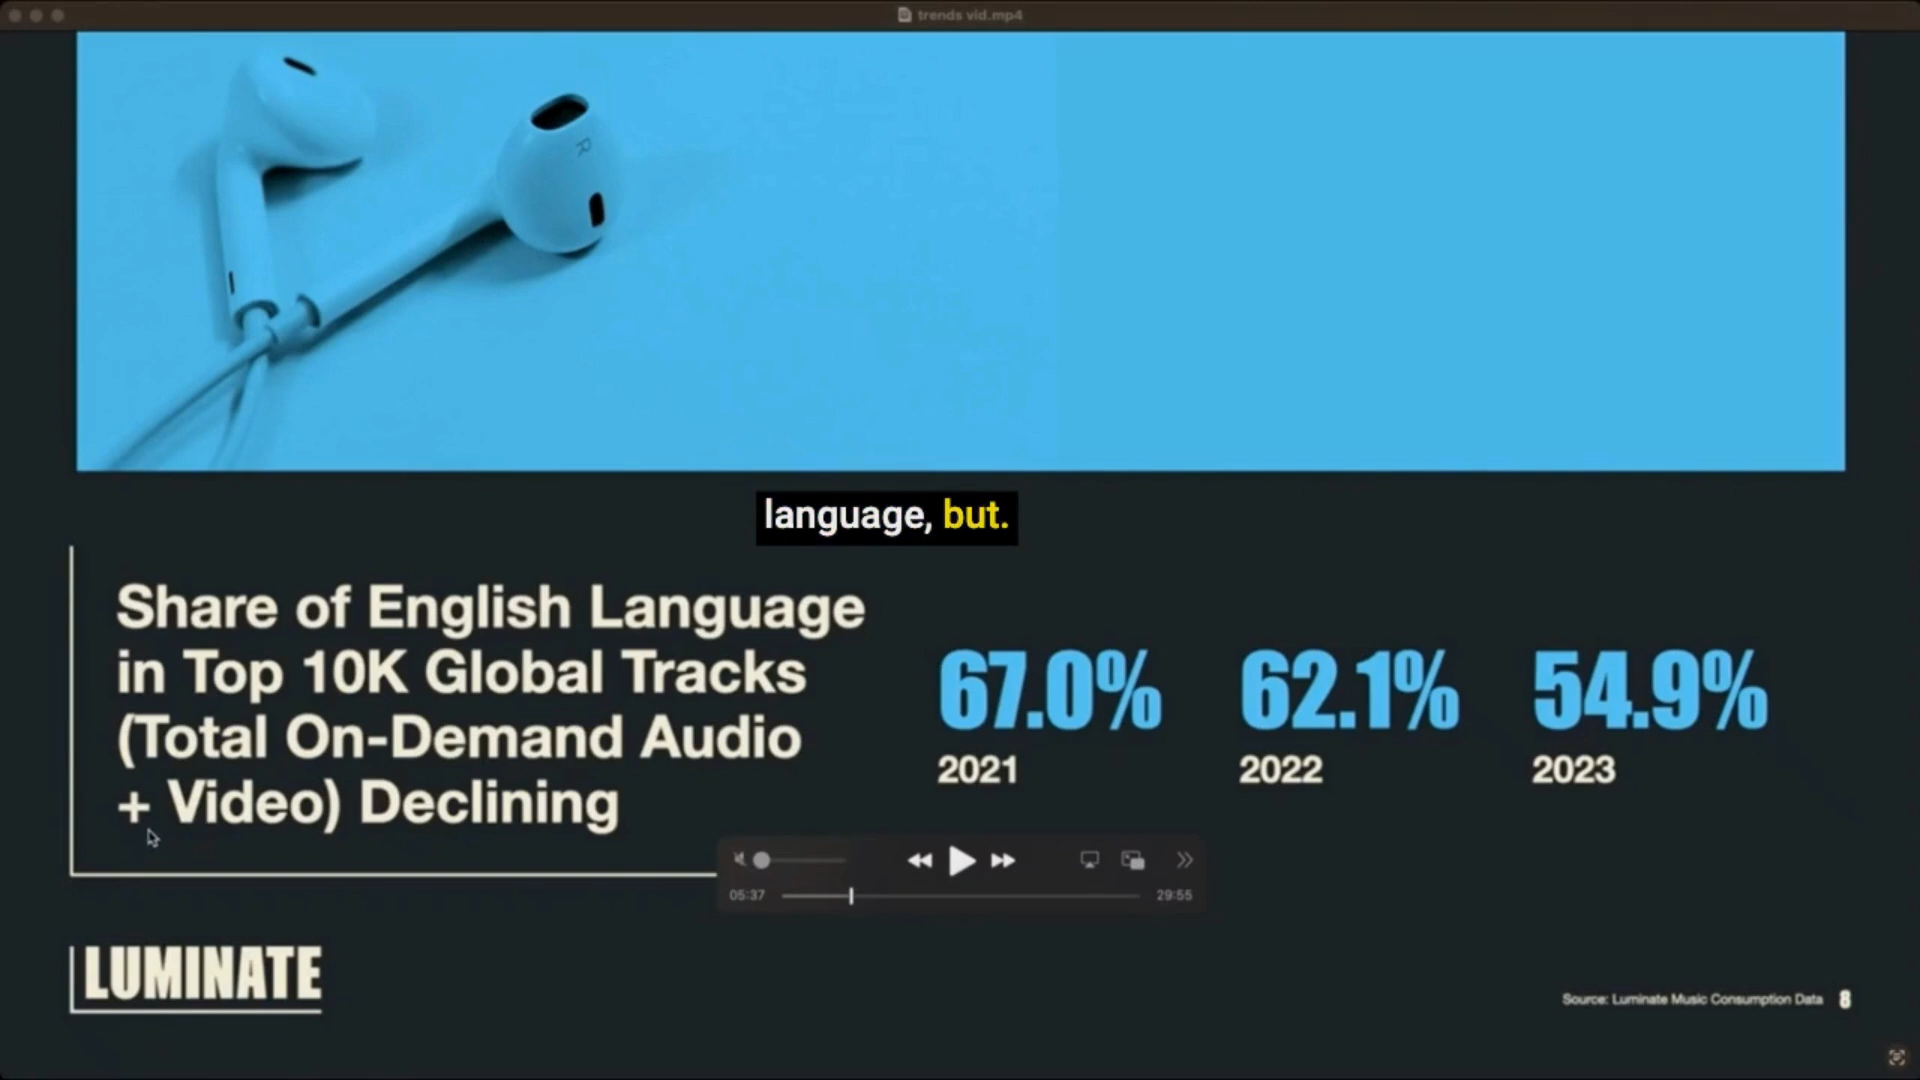 trends vid.mp4
R
language, but.
Share of English Language
in Top 10K Global Tracks
(Total On-Demand Audio
+ Video) Declining
67.0%
2021
62.1%
2022
54.9%
2023
05:37
29:55
LUMINATE
Source: Luminate Music Consumption Data
8